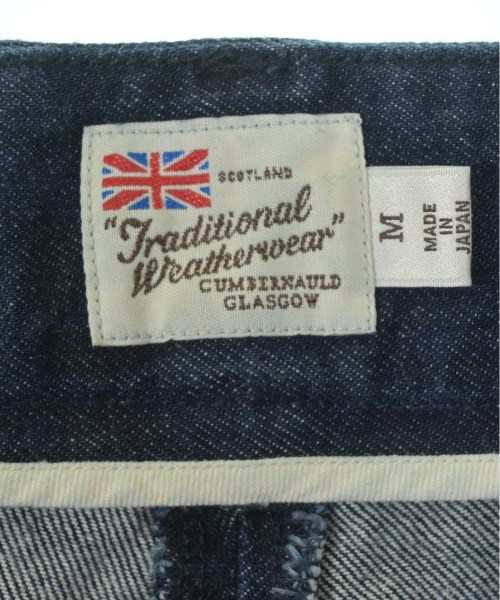 SCOTLAND
"Traditional
Weatherwear"
CUMBERNAULD
GLASGOW
M
MADE
IN
JAPAN